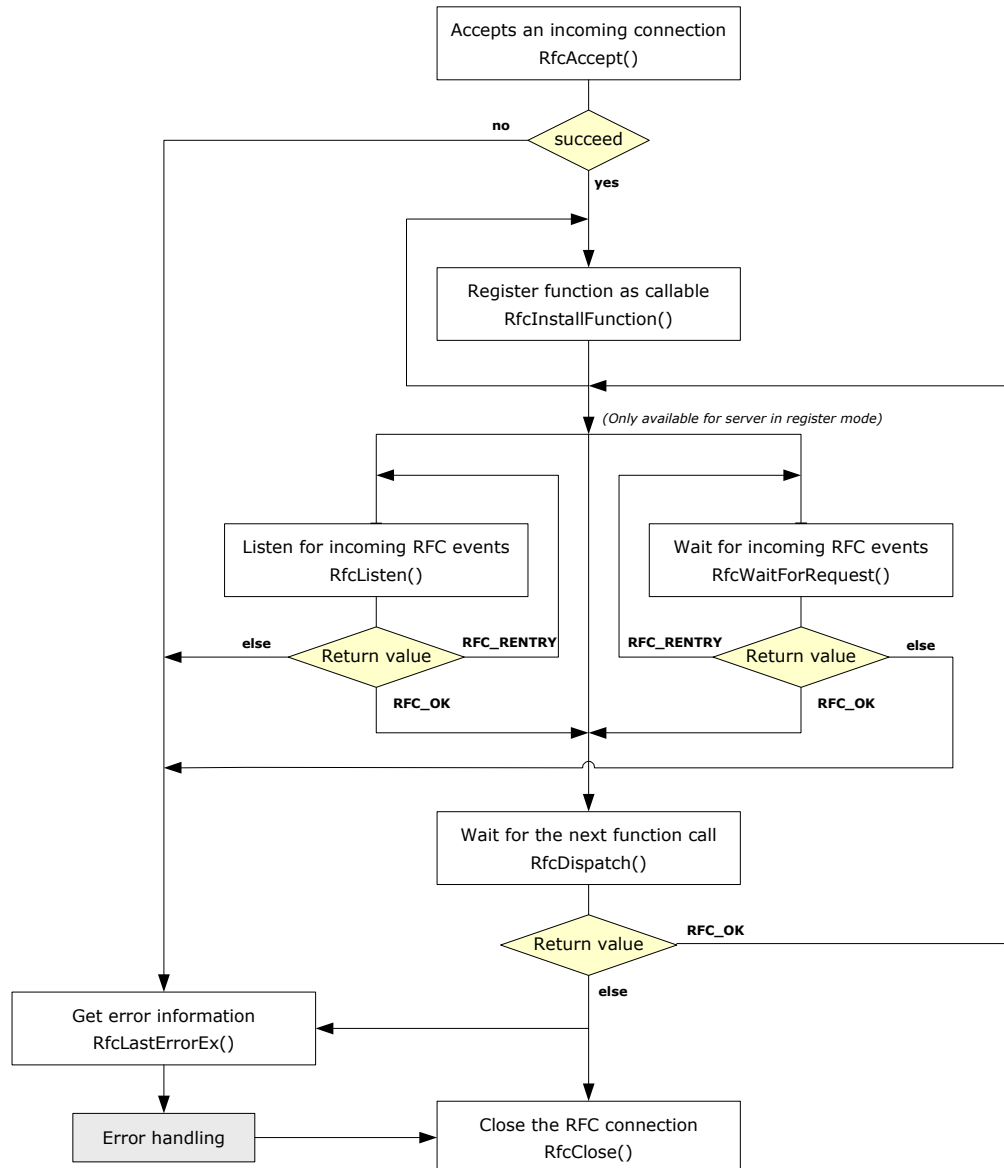 Accepts an incoming connection
RfcAccept()
no
succeed
yes
Register function as callable
RfcInstallFunction()
(Only available for server in register mode)
Listen for incoming RFC events
RfcListen()
Wait for incoming RFC events
RfcWaitForRequest()
else
Return value
RFC_RENTRY
RFC_RENTRY
Return value
else
RFC_OK
RFC_OK
Wait for the next function call
RfcDispatch()
Return value
RFC_OK
else
Get error information
RfcLastErrorEx()
Error handling
Close the RFC connection
RfcClose()